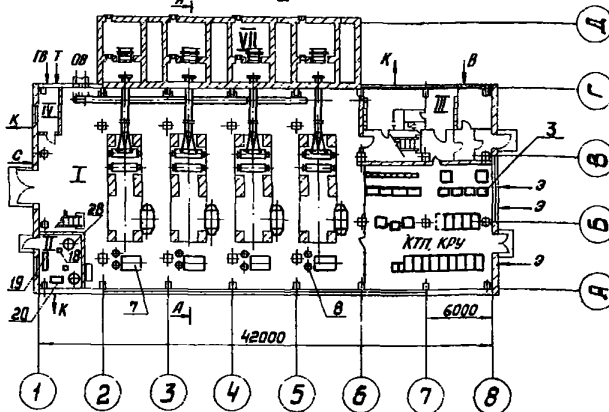 А
Д
VII
ГВ Т ОВ
К
В
Г
IV
III
К
3
С
I
В
Э
Э
Б
II
28
18
КТП, КРУ
Э
19
20
К
7
А
8
6000
А
42000
1
2
3
4
5
6
7
8